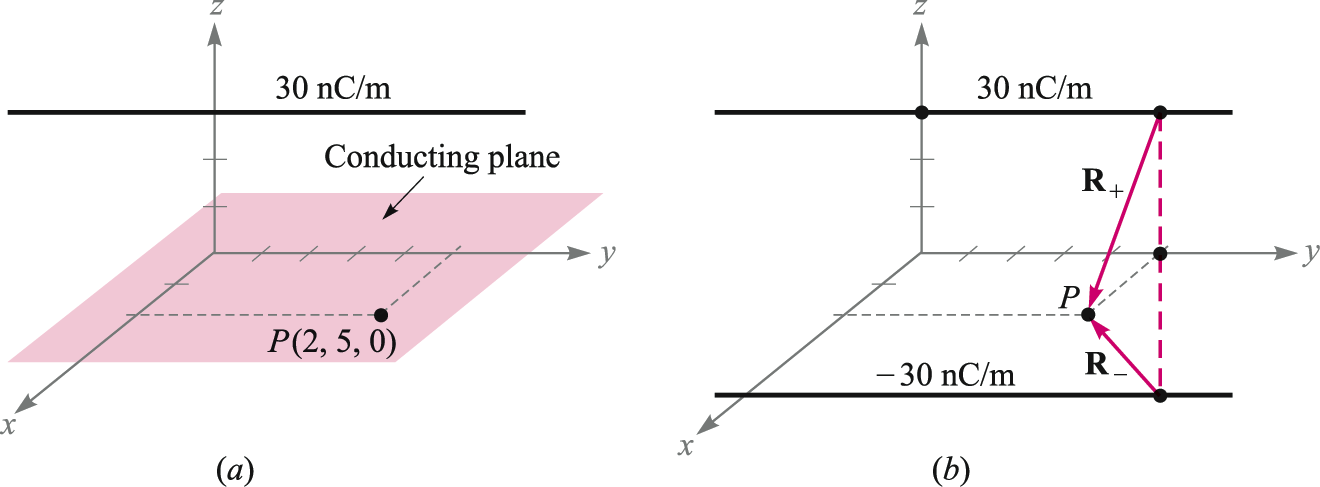 z
30 nC/m
Conducting plane
y
P(2, 5, 0)
x
(a)
z
30 nC/m
R+
y
P
R−
−30 nC/m
x
(b)